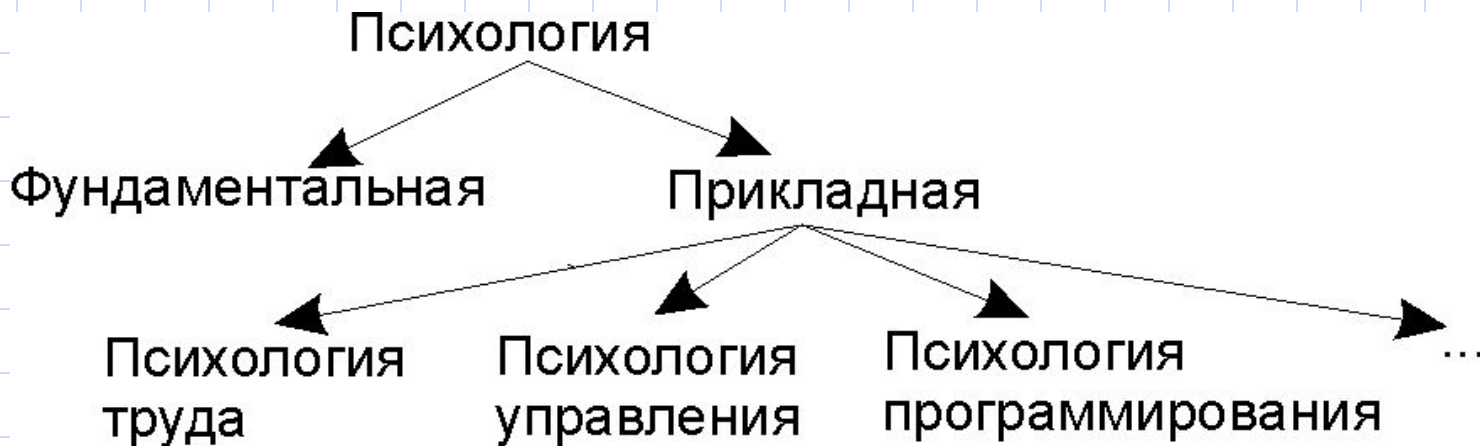 Психология
Фундаментальная
Прикладная
Психология
труда
Психология
управления
Психология
программирования
...